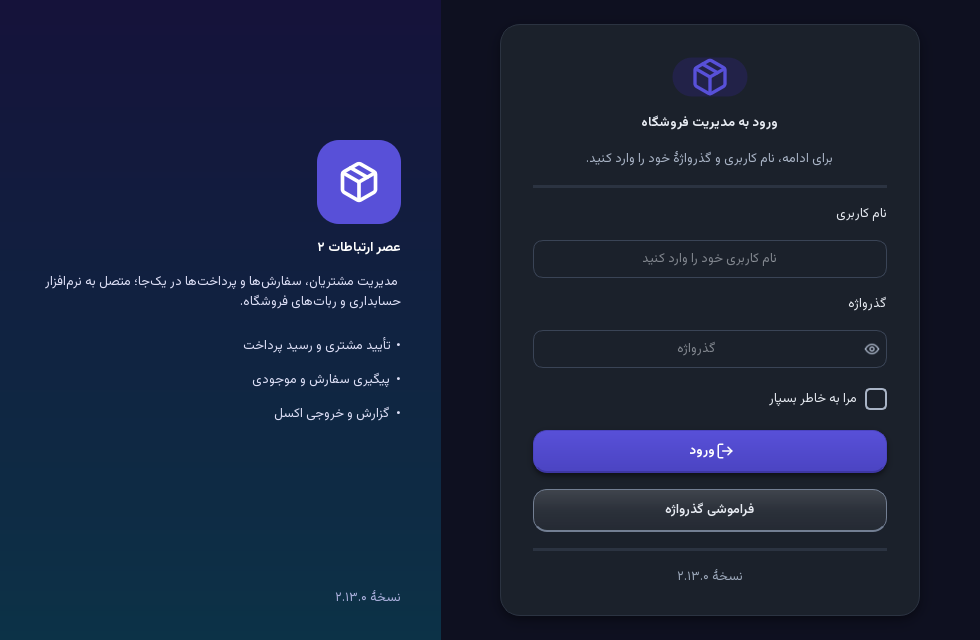 ورود به مدیریت فروشگاه
برای ادامه، نام کاربری و گذرواژهٔ خود را وارد کنید.
نام کاربری
نام کاربری خود را وارد کنید
گذرواژه
گذرواژه
مرا به خاطر بسپار
ورود
فراموشی گذرواژه
نسخهٔ ۲.۱۳.۰
عصر ارتباطات ۲
مدیریت مشتریان، سفارش‌ها و پرداخت‌ها در یک‌جا؛ متصل به نرم‌افزار
حسابداری و ربات‌های فروشگاه.
• تأیید مشتری و رسید پرداخت
• پیگیری سفارش و موجودی
• گزارش و خروجی اکسل
نسخهٔ ۲.۱۳.۰